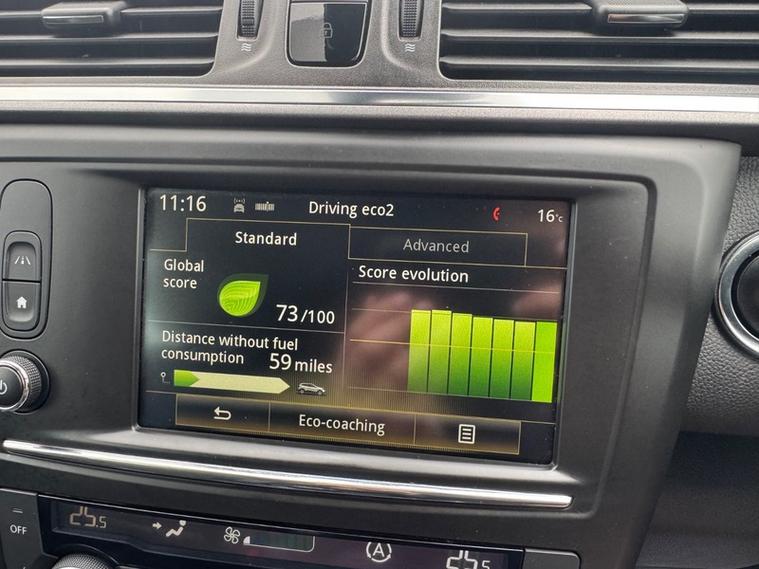 11:16
Driving eco2
16°C
Standard
Advanced
Global
score
73/100
Score evolution
Distance without fuel
consumption 59 miles
Eco-coaching
OFF
25.5
A
25.5